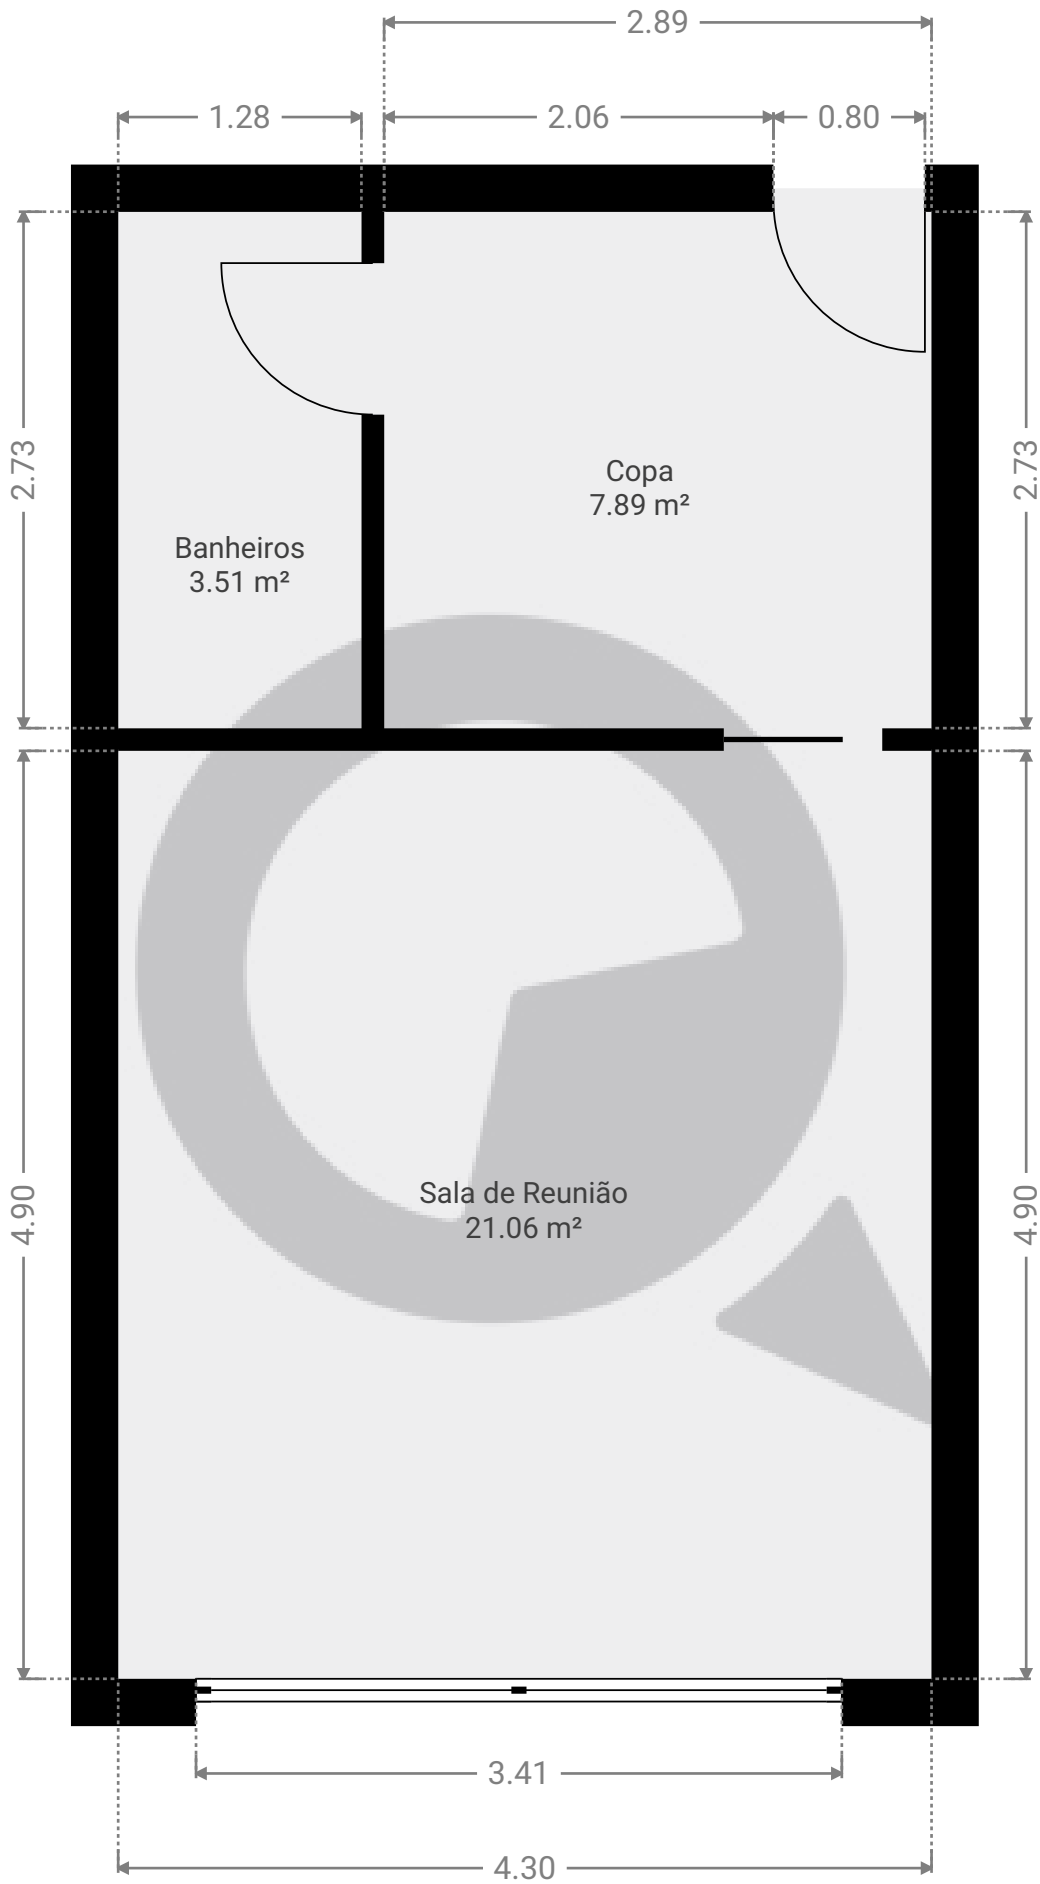 2.89
1.28
2.06
0.80
2.73
2.73
Copa
7.89 m²
Banheiros
3.51 m²
4.90
4.90
Sala de Reunião
21.06 m²
3.41
4.30